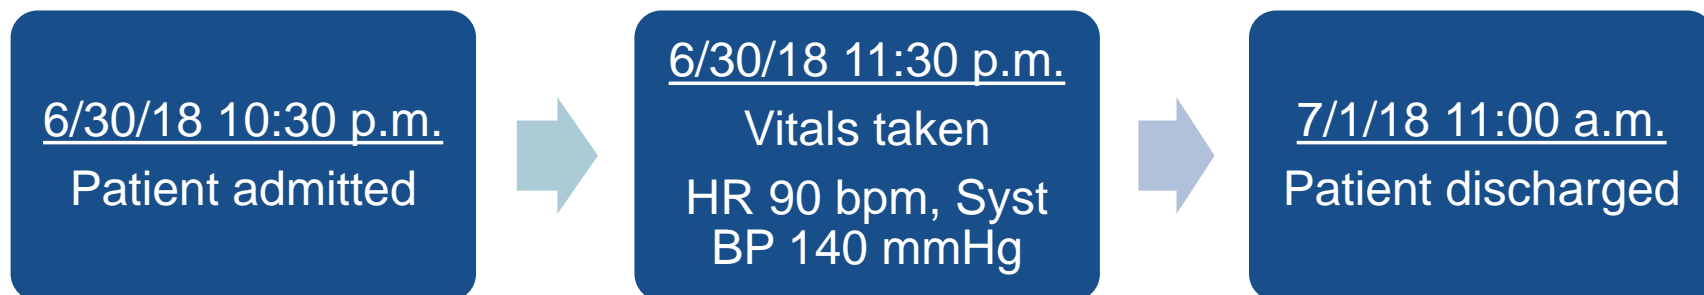 6/30/18 10:30 p.m.
Patient admitted
6/30/18 11:30 p.m.
Vitals taken
HR 90 bpm, Syst
BP 140 mmHg
7/1/18 11:00 a.m.
Patient discharged